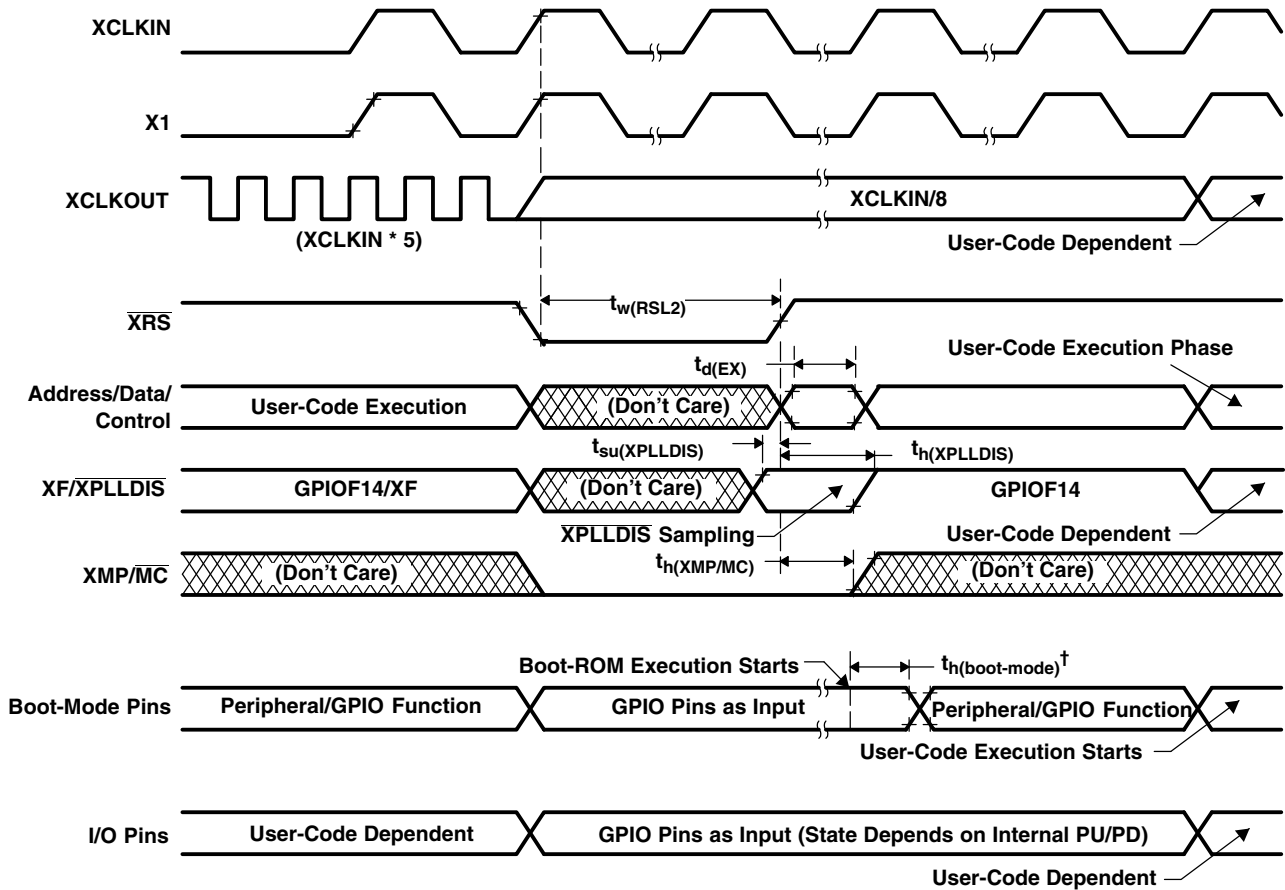 XCLKIN
X1
XCLKOUT
XCLKIN/8
(XCLKIN * 5)
User-Code Dependent
tw(RSL2)
XRS
User-Code Execution Phase
td(EX)
Address/Data/
Control
User-Code Execution
(Don't Care)
tsu(XPLLDIS)
th(XPLLDIS)
XF/XPLLDIS
GPIOF14/XF
(Don't Care)
GPIOF14
XPLLDIS Sampling
User-Code Dependent
th(XMP/MC)
XMP/MC
(Don't Care)
(Don't Care)
Boot-ROM Execution Starts
th(boot-mode)†
Boot-Mode Pins
Peripheral/GPIO Function
GPIO Pins as Input
Peripheral/GPIO Function
User-Code Execution Starts
I/O Pins
User-Code Dependent
GPIO Pins as Input (State Depends on Internal PU/PD)
User-Code Dependent